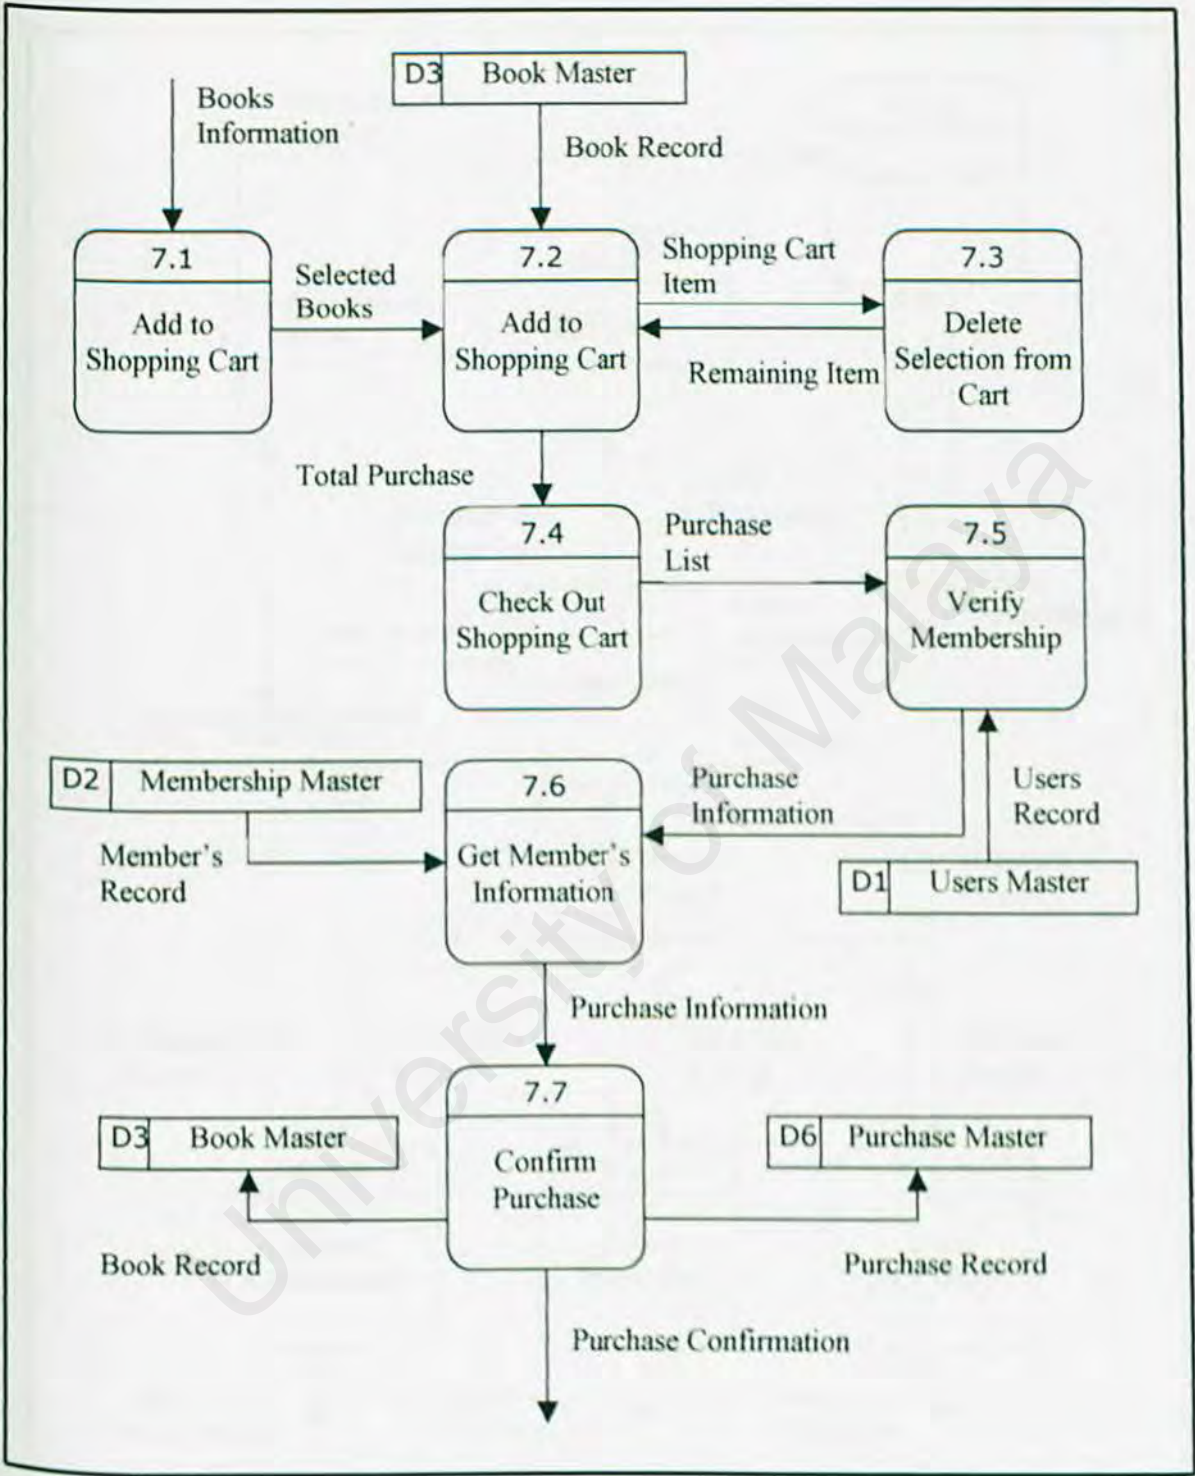 D3 Book Master
Books
Information
Book Record
7.1
Add to
Shopping Cart
Selected
Books
7.2
Add to
Shopping Cart
Shopping Cart
Item
Remaining Item
7.3
Delete
Selection from
Cart
Total Purchase
7.4
Check Out
Shopping Cart
Purchase
List
7.5
Verify
Membership
D2 Membership Master
Member's
Record
7.6
Get Member's
Information
Purchase
Information
Users
Record
D1 Users Master
Purchase Information
7.7
Confirm
Purchase
D3 Book Master
D6 Purchase Master
Book Record
Purchase Record
Purchase Confirmation
University of Malaya